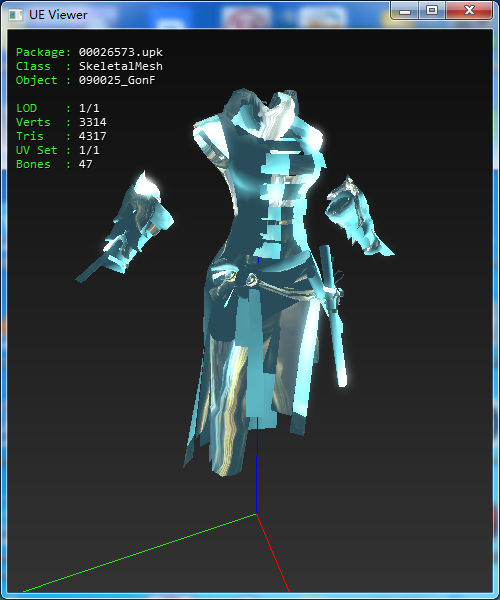 UE Viewer
Package: 00026573.upk
Class : SkeletalMesh
Object : 090025_GonF
LOD : 1/1
Verts : 3314
Tris : 4317
UV Set : 1/1
Bones : 47